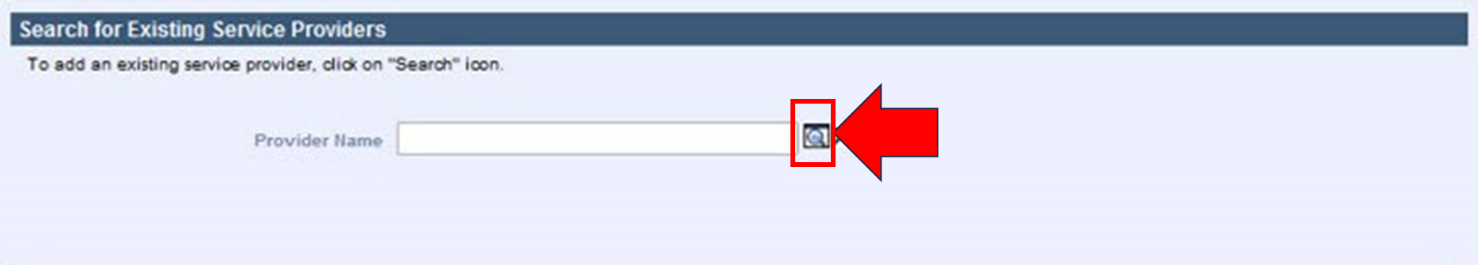 Search for Existing Service Providers
To add an existing service provider, click on "Search" icon.
Provider Name